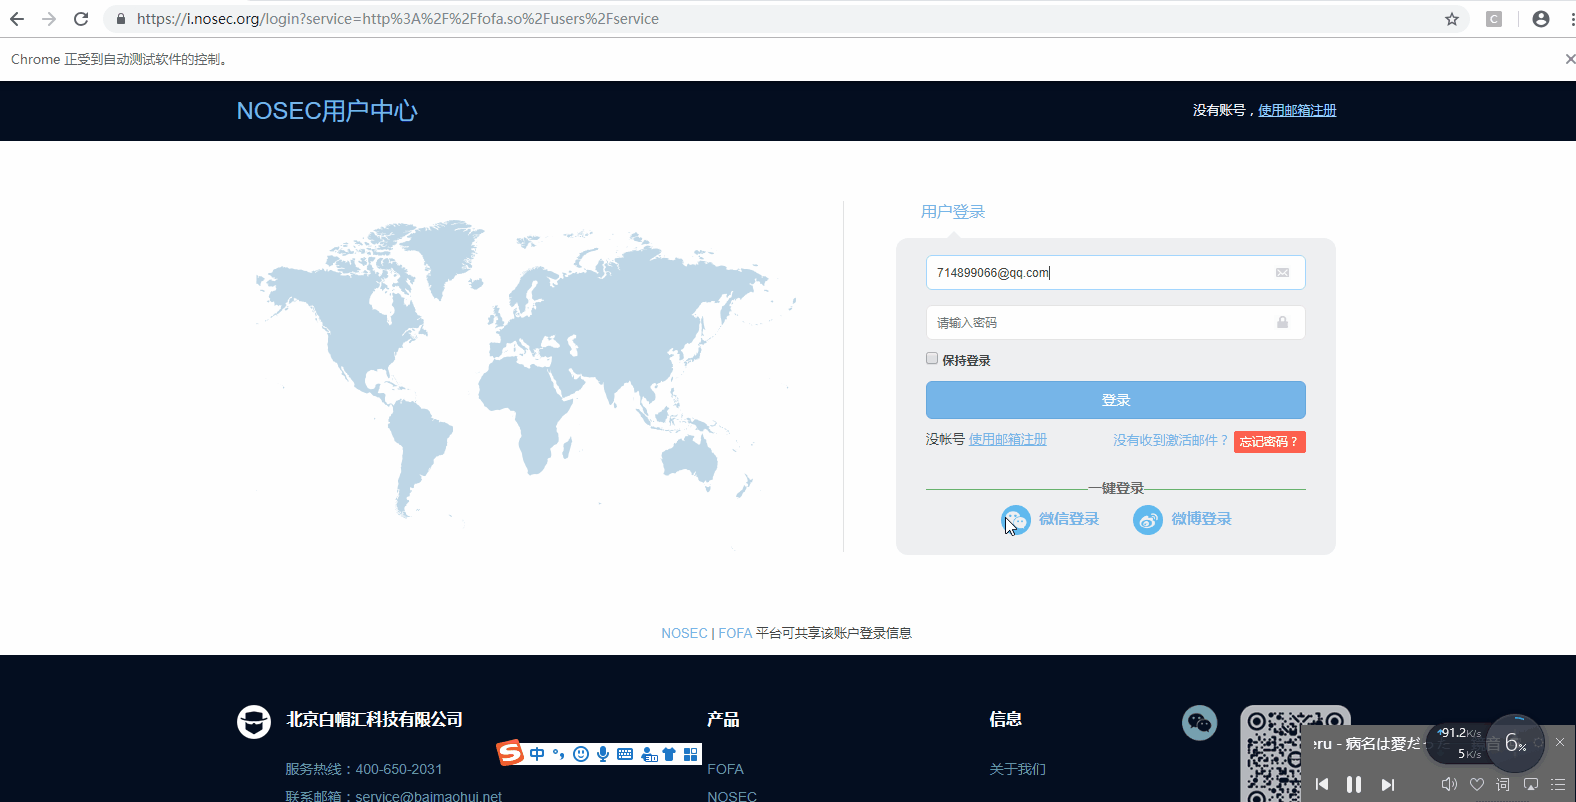 https://i.nosec.org/login?service=http%3A%2F%2Ffofa.so%2Fusers%2Fservice
C
Chrome 正受到自动测试软件的控制。
NOSEC用户中心
没有账号，使用邮箱注册
用户登录
714899066@qq.com
请输入密码
保持登录
登录
没帐号 使用邮箱注册
没有收到激活邮件？ 忘记密码？
一键登录
微信登录 微博登录
NOSEC | FOFA 平台可共享该账户登录信息
北京白帽汇科技有限公司
服务热线：400-650-2031
联系邮箱：service@baimaohui.net
产品
FOFA
NOSEC
信息
关于我们
S 中
eru - 病名は愛だった
91.2K/s
5K/s
6%
词